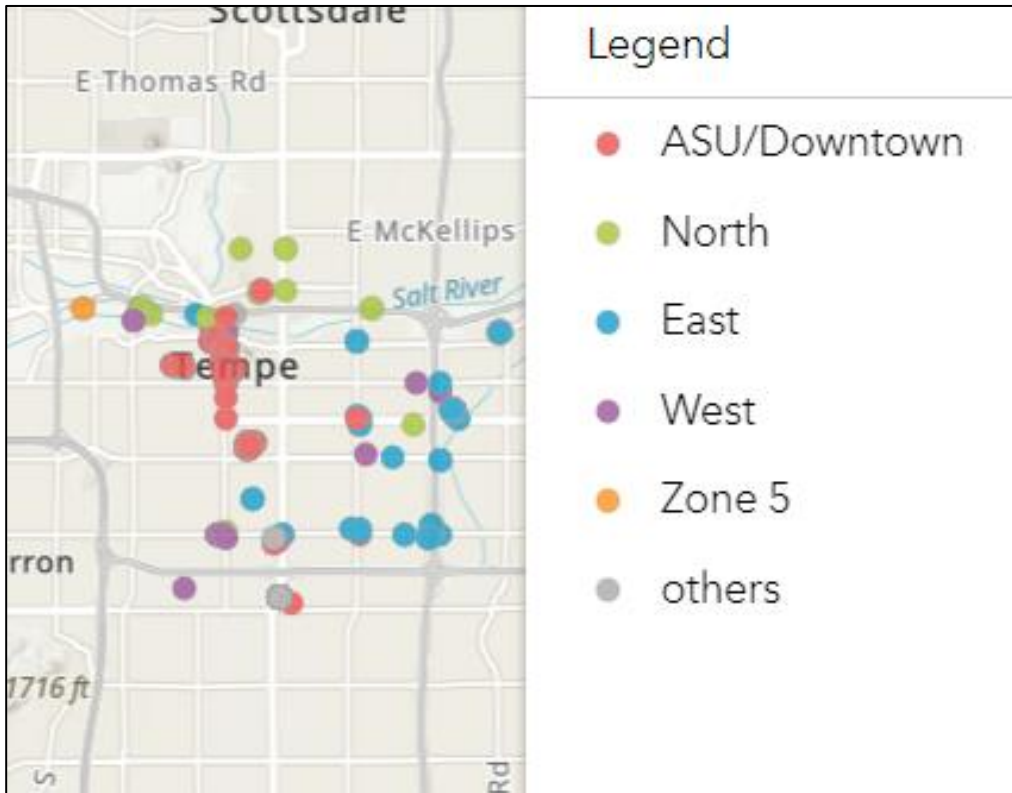 Scottsdale
E Thomas Rd
E McKellips
Salt River
Tempe
rron
1716 ft
S
Rd
Legend
ASU/Downtown
North
East
West
Zone 5
others